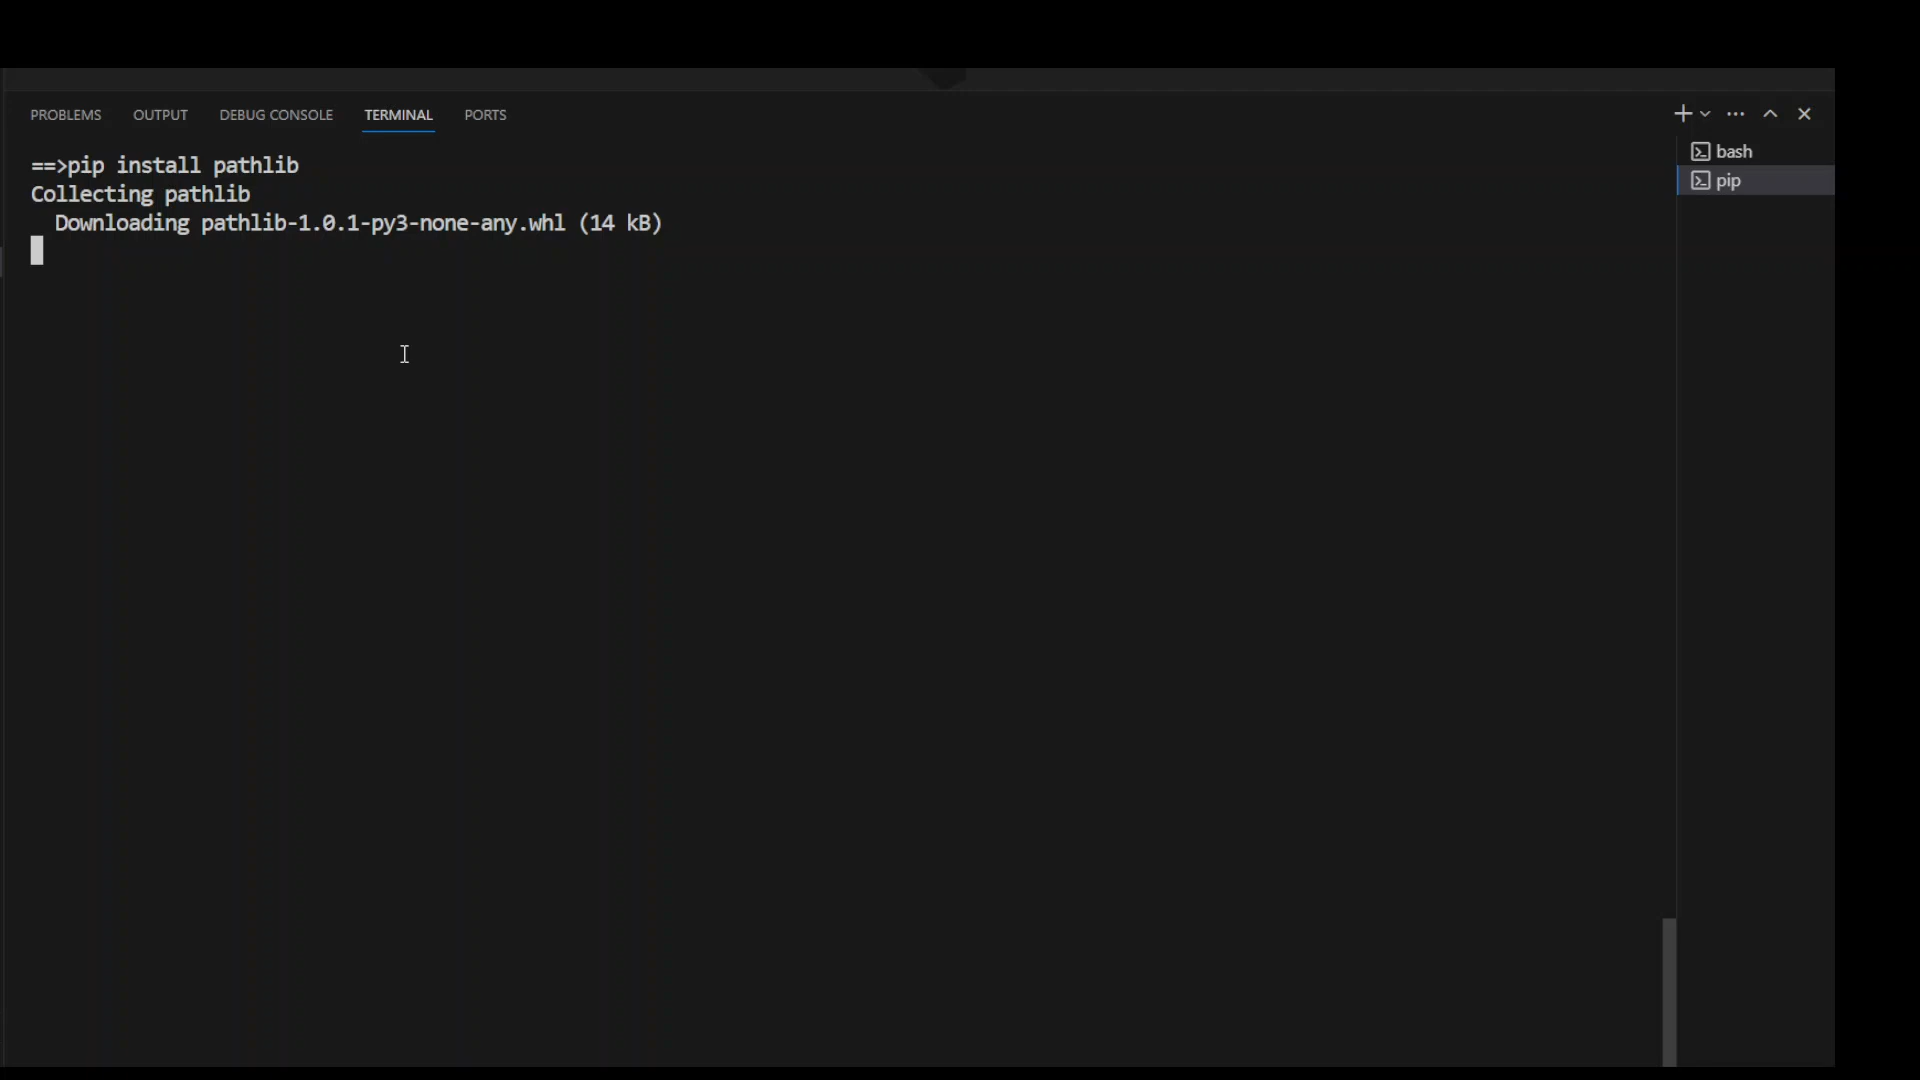 PROBLEMS OUTPUT DEBUG CONSOLE TERMINAL PORTS
==>pip install pathlib
Collecting pathlib
  Downloading pathlib-1.0.1-py3-none-any.whl (14 kB)
bash
pip